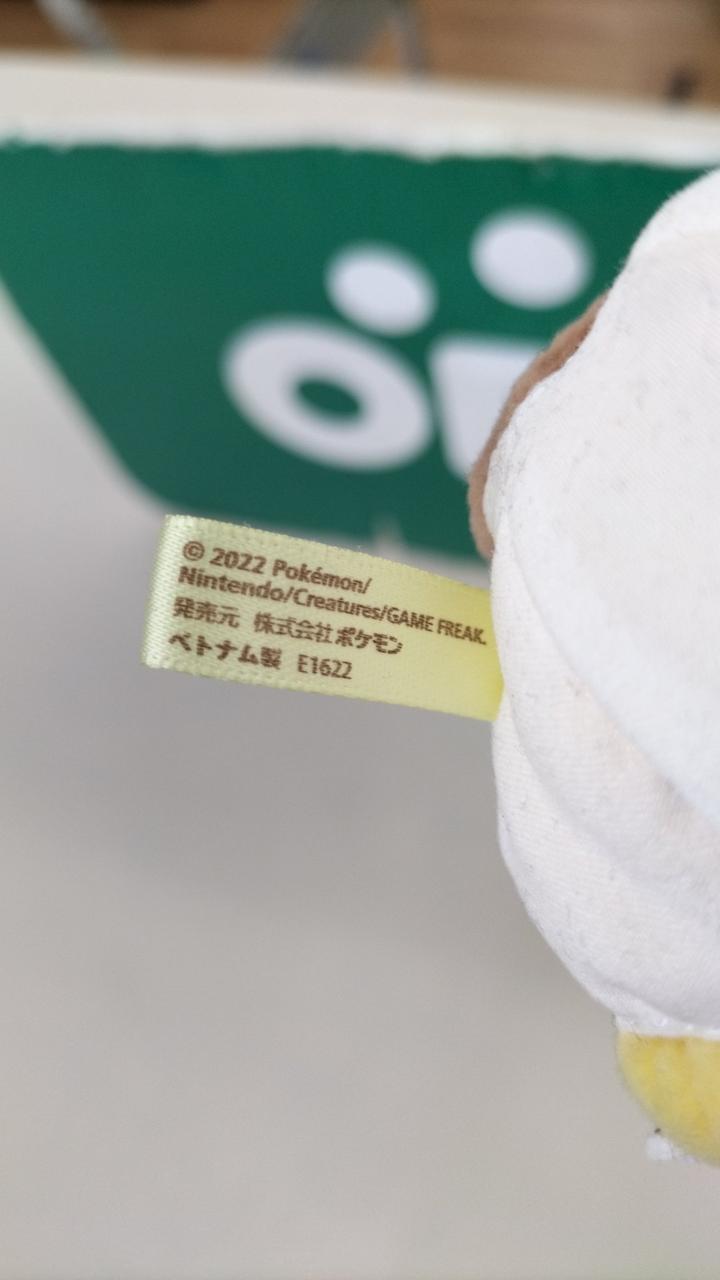 © 2022 Pokémon/
Nintendo/Creatures/GAME FREAK.
発売元 株式会社ポケモン
ベトナム製 E1622